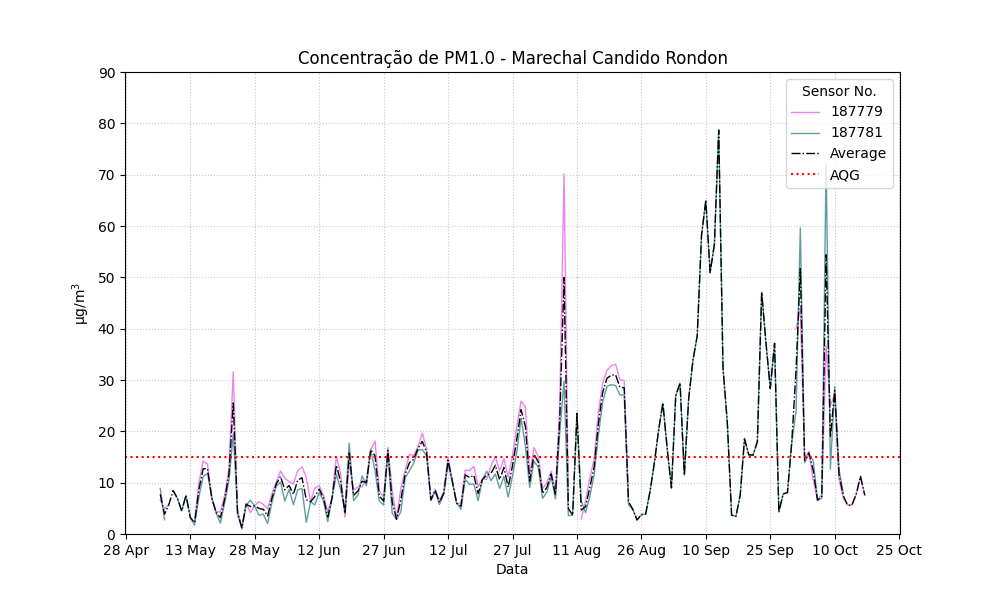 Concentração de PM1.0 - Marechal Candido Rondon
Sensor No.
187779
187781
Average
AQG
µg/m³
90
80
70
60
50
40
30
20
10
0
28 Apr 13 May 28 May 12 Jun 27 Jun 12 Jul 27 Jul 11 Aug 26 Aug 10 Sep 25 Sep 10 Oct 25 Oct
Data